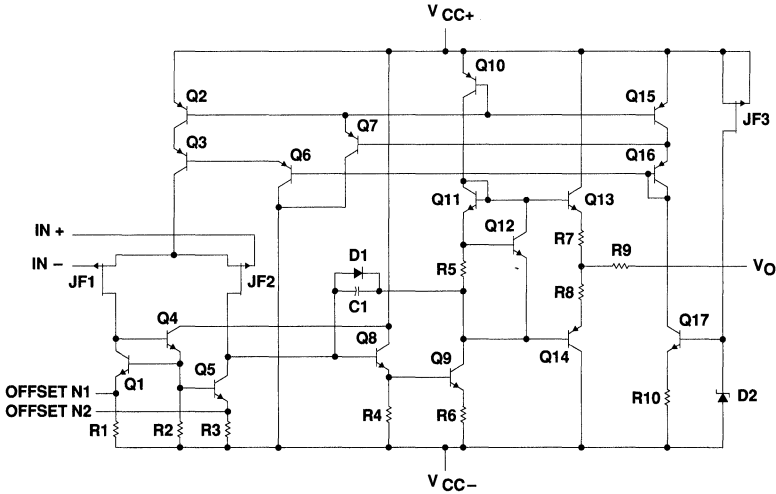 V CC+
Q10
Q2
Q15
JF3
Q7
Q3
Q6
Q16
Q11
Q12
Q13
IN +
R7
R9
D1
IN −
JF1
JF2
R5
VO
C1
R8
Q4
Q8
Q17
Q9
Q14
Q5
Q1
OFFSET N1
D2
OFFSET N2
R10
R1
R2
R3
R4
R6
V CC−